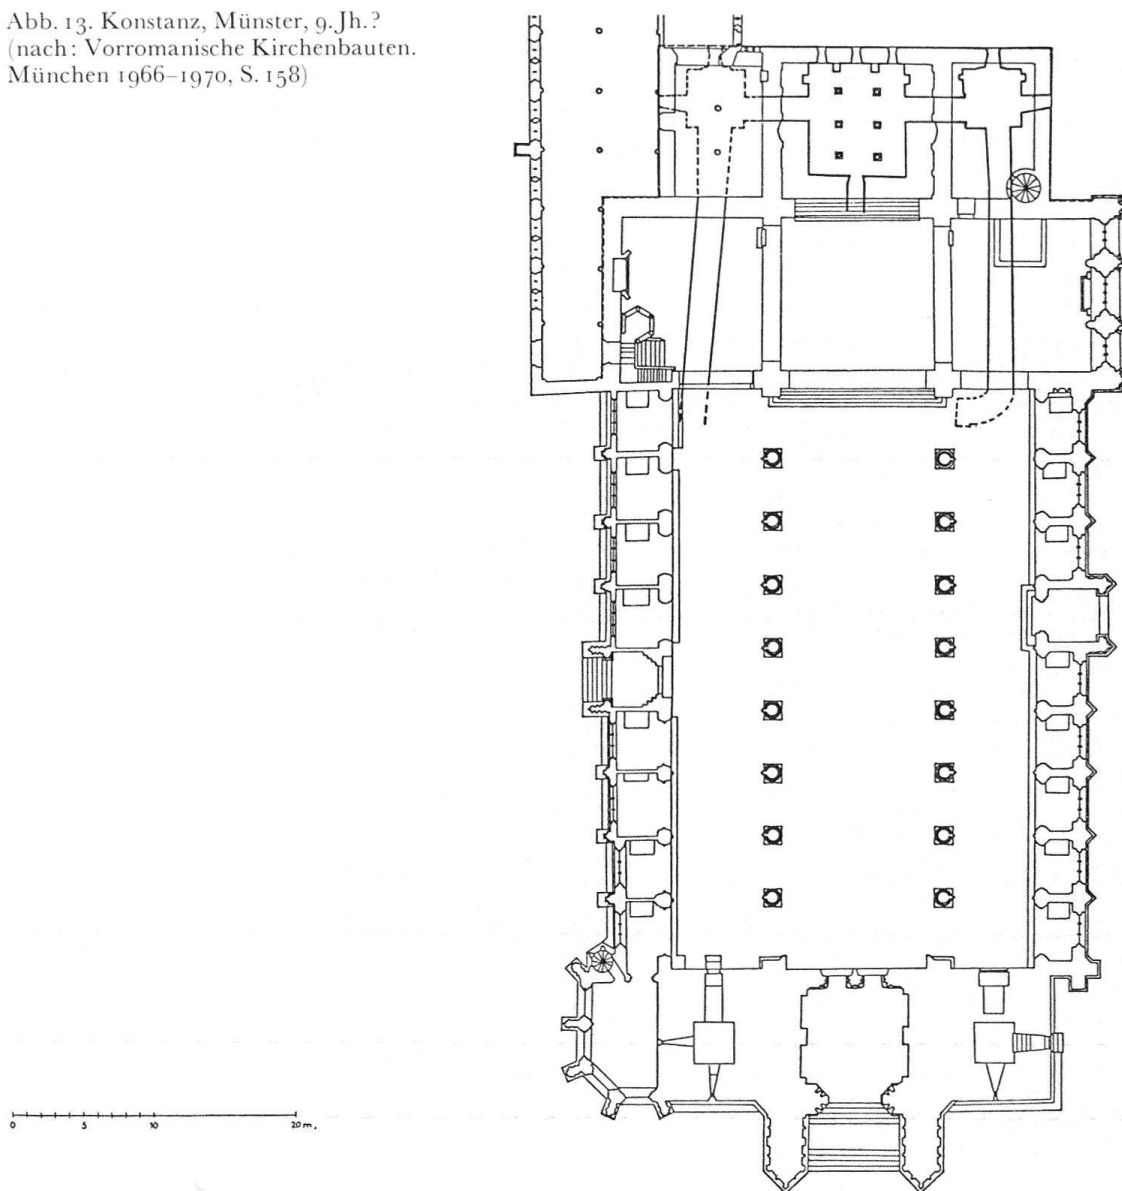 Abb. 13. Konstanz, Münster, 9. Jh.?
(nach: Vorromanische Kirchenbauten.
München 1966–1970, S. 158)
0 5 10 20 m.